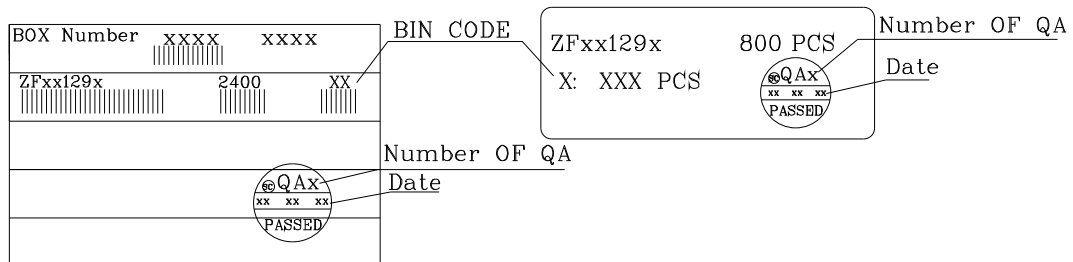 BOX Number xxxx xxxx
ZFxx129x 2400 XX
QAx
xx xx xx
PASSED
BIN CODE
Number OF QA
Date
ZFxx129x 800 PCS
X: XXX PCS
QAx
xx xx xx
PASSED
Number OF QA
Date